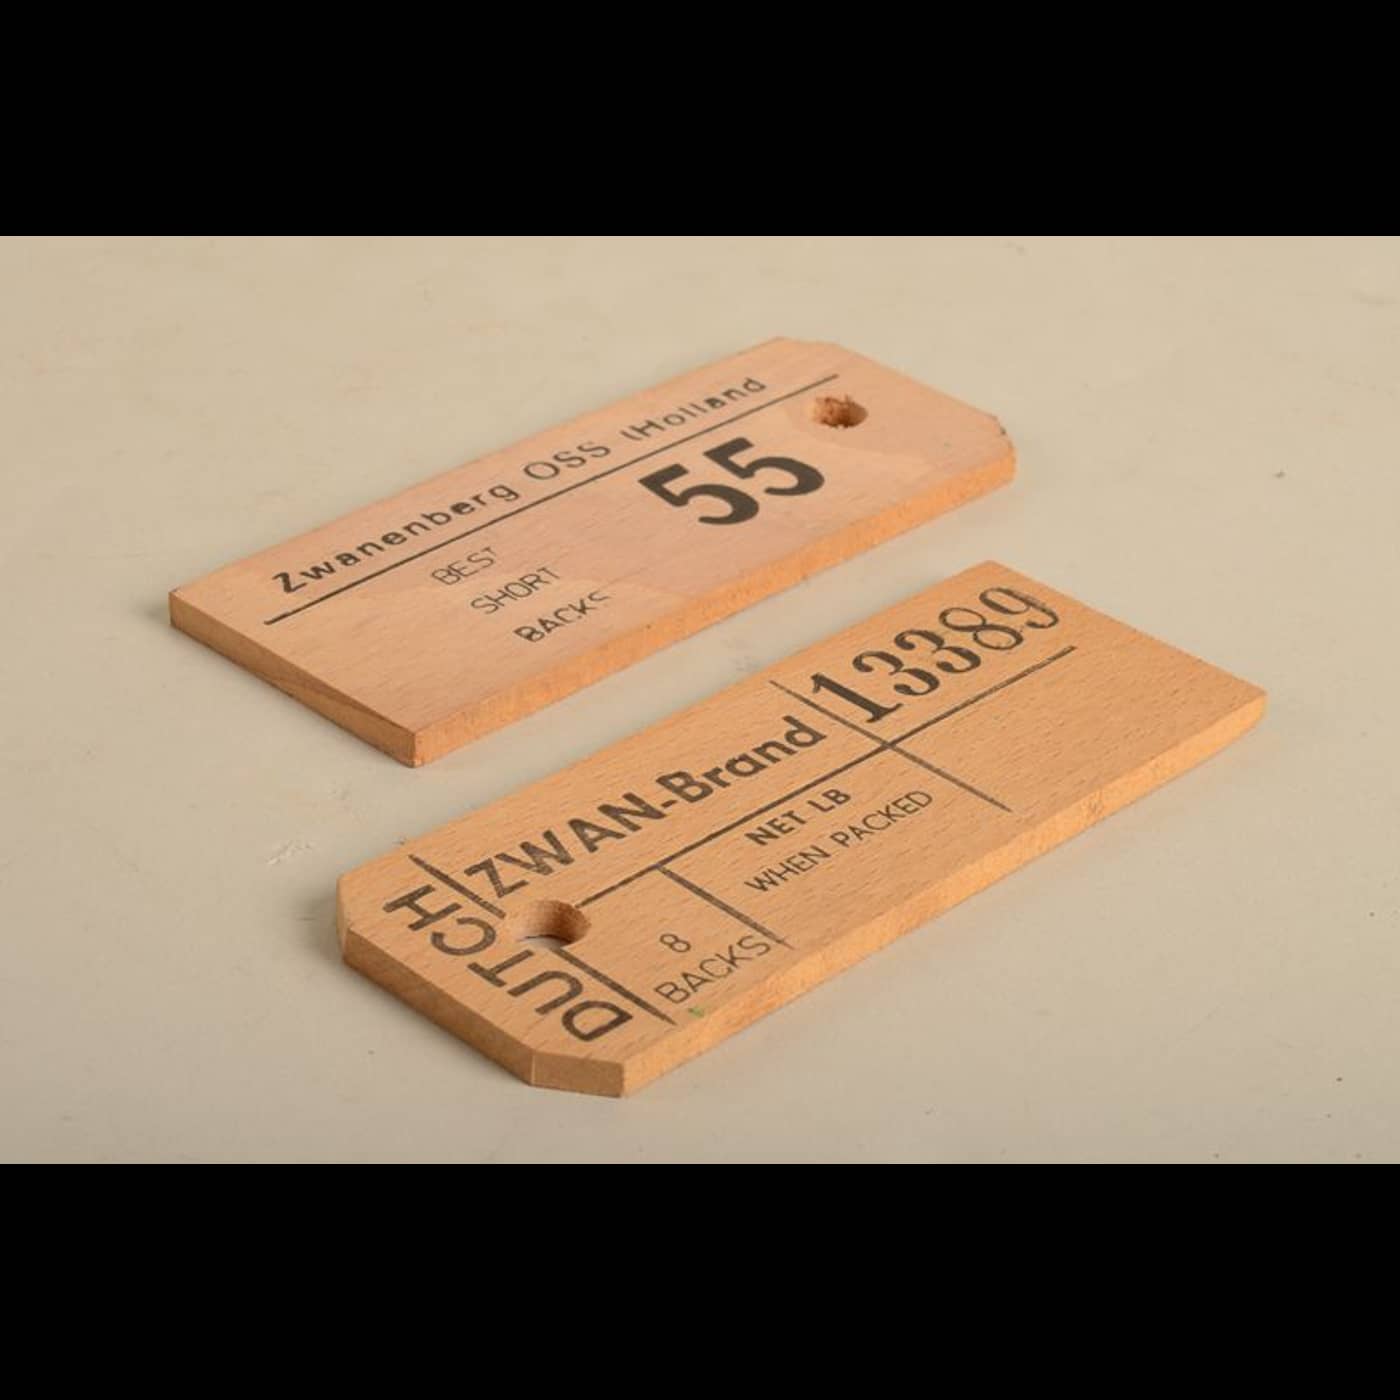 Zwanenberg OSS (Holland
55
BEST
SHORT
BACKS
DUTCH
ZWAN-Brand
13389
NET LB
WHEN PACKED
8
BACKS